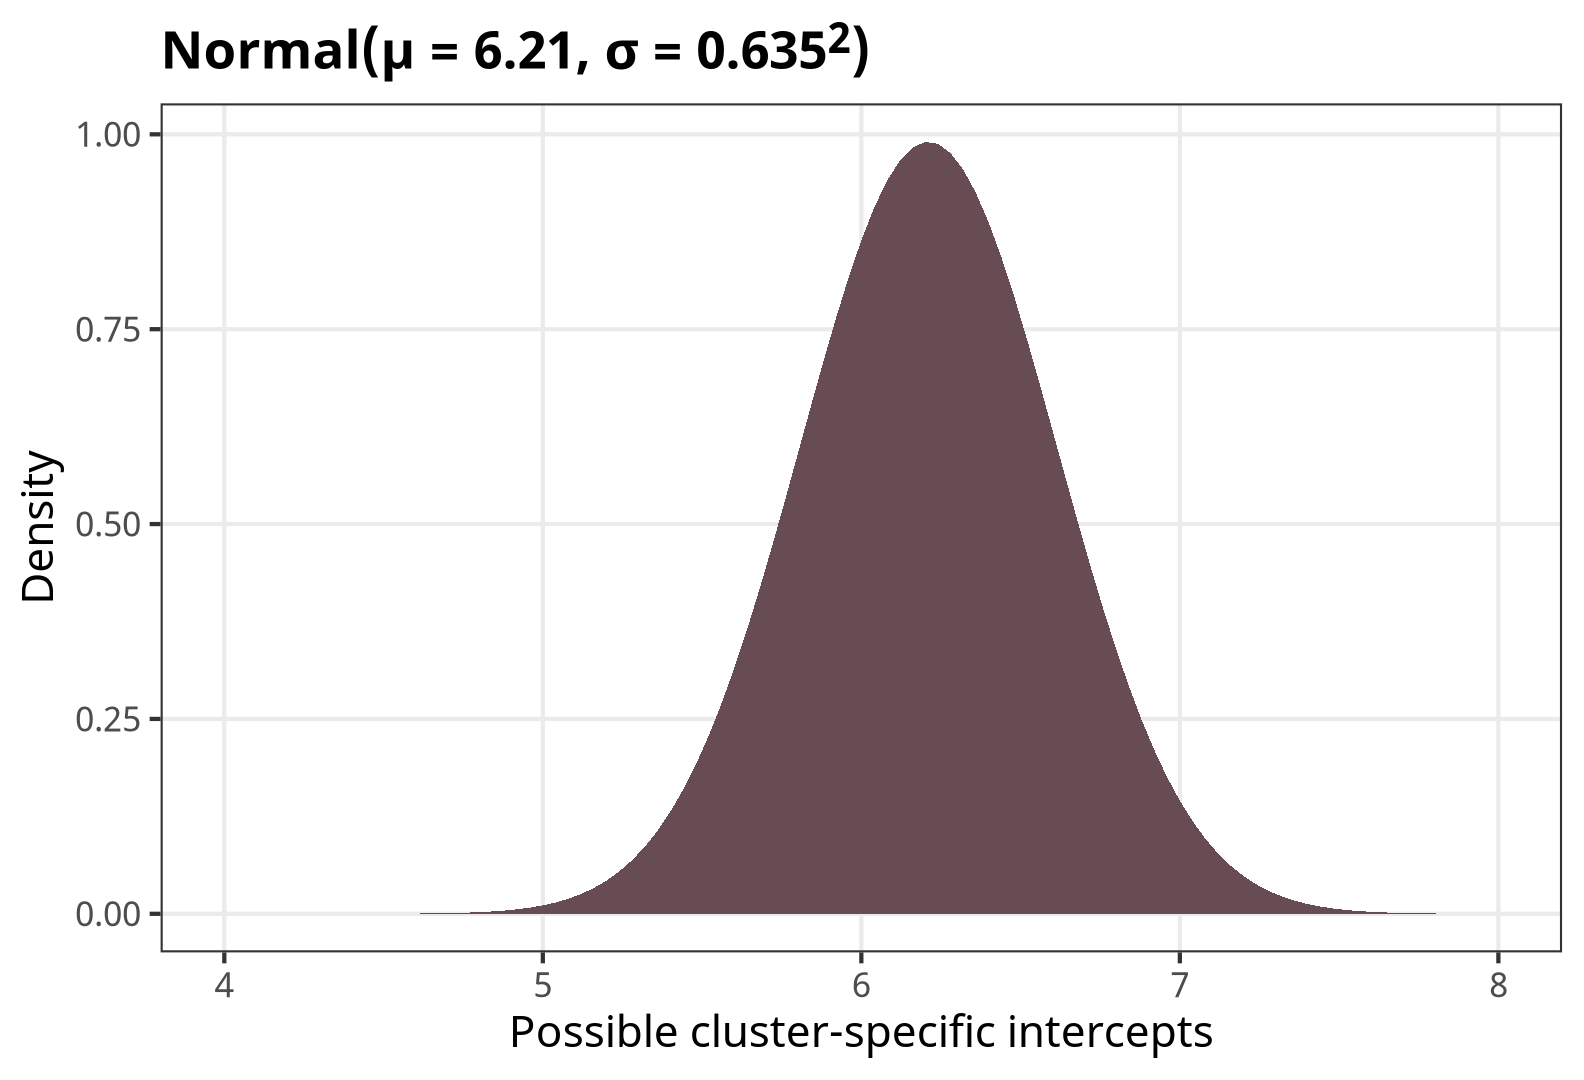 Normal(μ = 6.21, σ = 0.635²)
1.00
0.75
0.50
0.25
0.00
Density
4 5 6 7 8
Possible cluster-specific intercepts